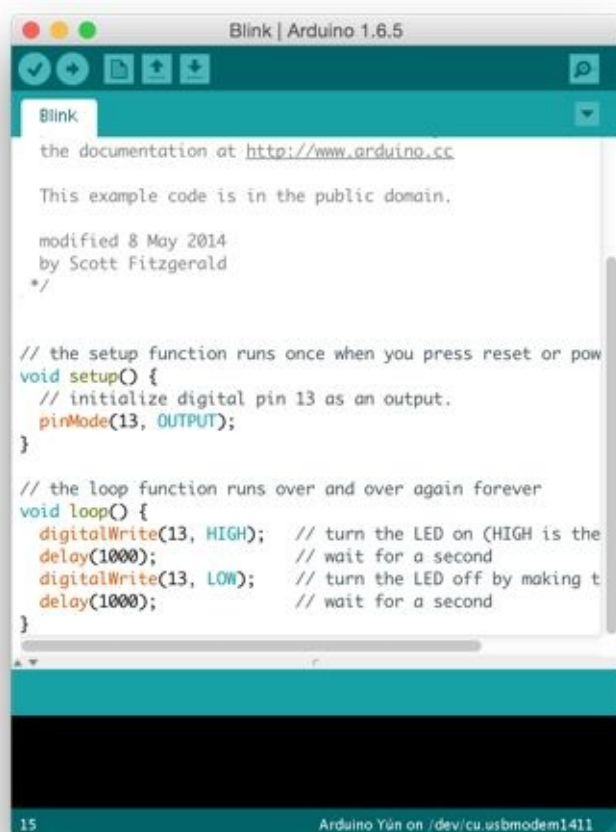 Blink | Arduino 1.6.5
Blink
the documentation at http://www.arduino.cc
This example code is in the public domain.
modified 8 May 2014
by Scott Fitzgerald
*/
// the setup function runs once when you press reset or pow
void setup() {
// initialize digital pin 13 as an output.
pinMode(13, OUTPUT);
}
// the loop function runs over and over again forever
void loop() {
digitalWrite(13, HIGH);   // turn the LED on (HIGH is the
delay(1000);              // wait for a second
digitalWrite(13, LOW);    // turn the LED off by making t
delay(1000);              // wait for a second
}
15 Arduino Yún on /dev/cu.usbmodem1411